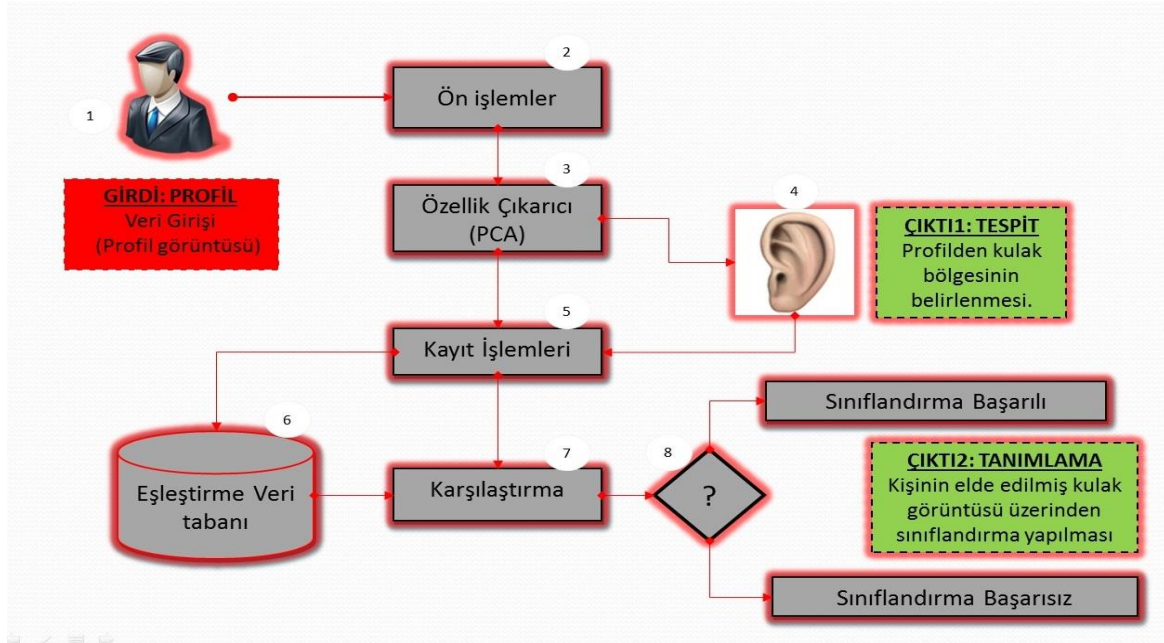 1
GİRDİ: PROFİL
Veri Girişi
(Profil görüntüsü)
2
Ön işlemler
3
Özellik Çıkarıcı
(PCA)
4
ÇIKTI1: TESPİT
Profilden kulak
bölgesinin
belirlenmesi.
5
Kayıt İşlemleri
6
Eşleştirme Veri
tabanı
7
Karşılaştırma
8
?
Sınıflandırma Başarılı
ÇIKTI2: TANIMLAMA
Kişinin elde edilmiş kulak
görüntüsü üzerinden
sınıflandırma yapılması
Sınıflandırma Başarısız